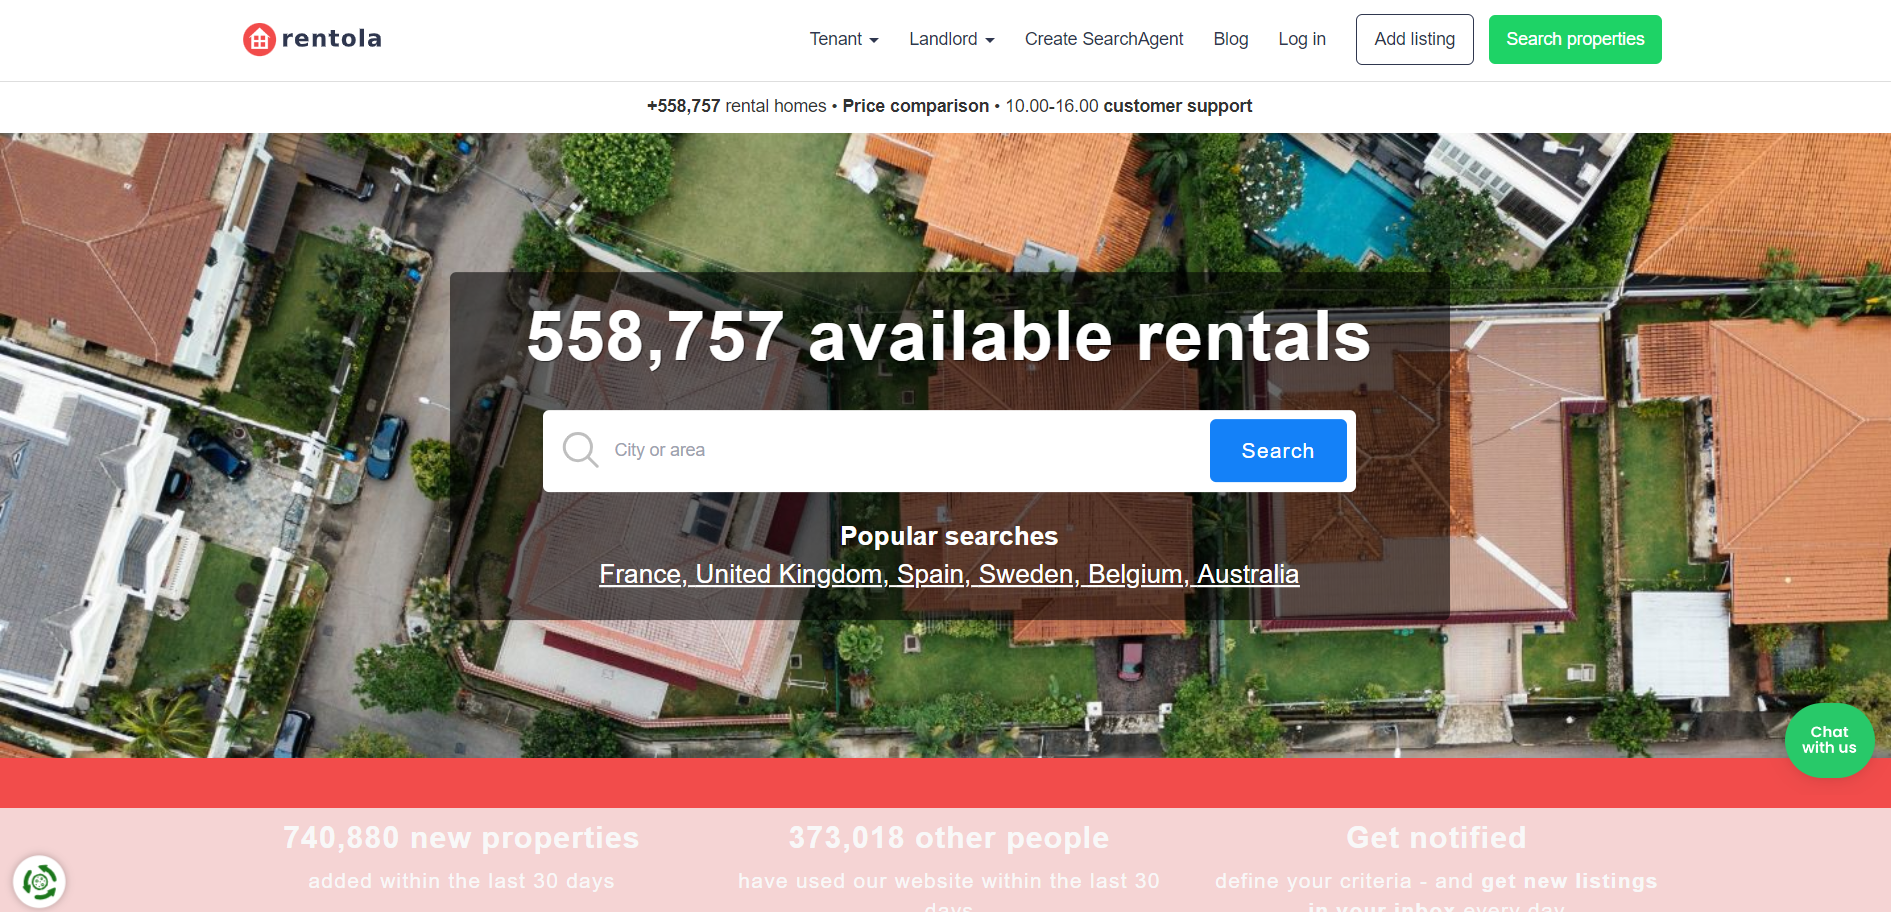 rentola
Tenant
Landlord
Create SearchAgent
Blog
Log in
Add listing
Search properties
+558,757 rental homes • Price comparison • 10.00-16.00 customer support
558,757 available rentals
City or area
Search
Popular searches
France, United Kingdom, Spain, Sweden, Belgium, Australia
Chat
with us
740,880 new properties
added within the last 30 days
373,018 other people
have used our website within the last 30
days
Get notified
define your criteria - and get new listings
in your inbox every day